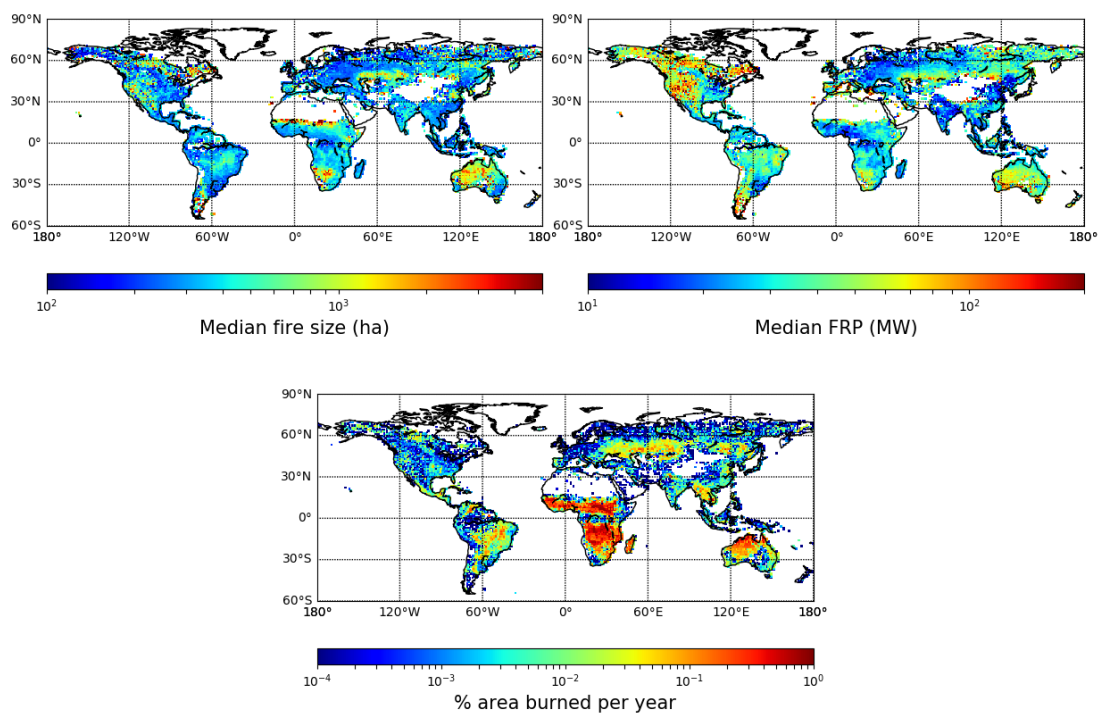 90°N 90°N
60°N 60°N
30°N 30°N
0° 0°
30°S 30°S
60°S 60°S
180° 120°W 60°W 0° 60°E 120°E 180° 180° 120°W 60°W 0° 60°E 120°E 180°
10² 10³ 10¹ 10²
Median fire size (ha) Median FRP (MW)
90°N
60°N
30°N
0°
30°S
60°S
180° 120°W 60°W 0° 60°E 120°E 180°
10⁻⁴ 10⁻³ 10⁻² 10⁻¹ 10⁰
% area burned per year